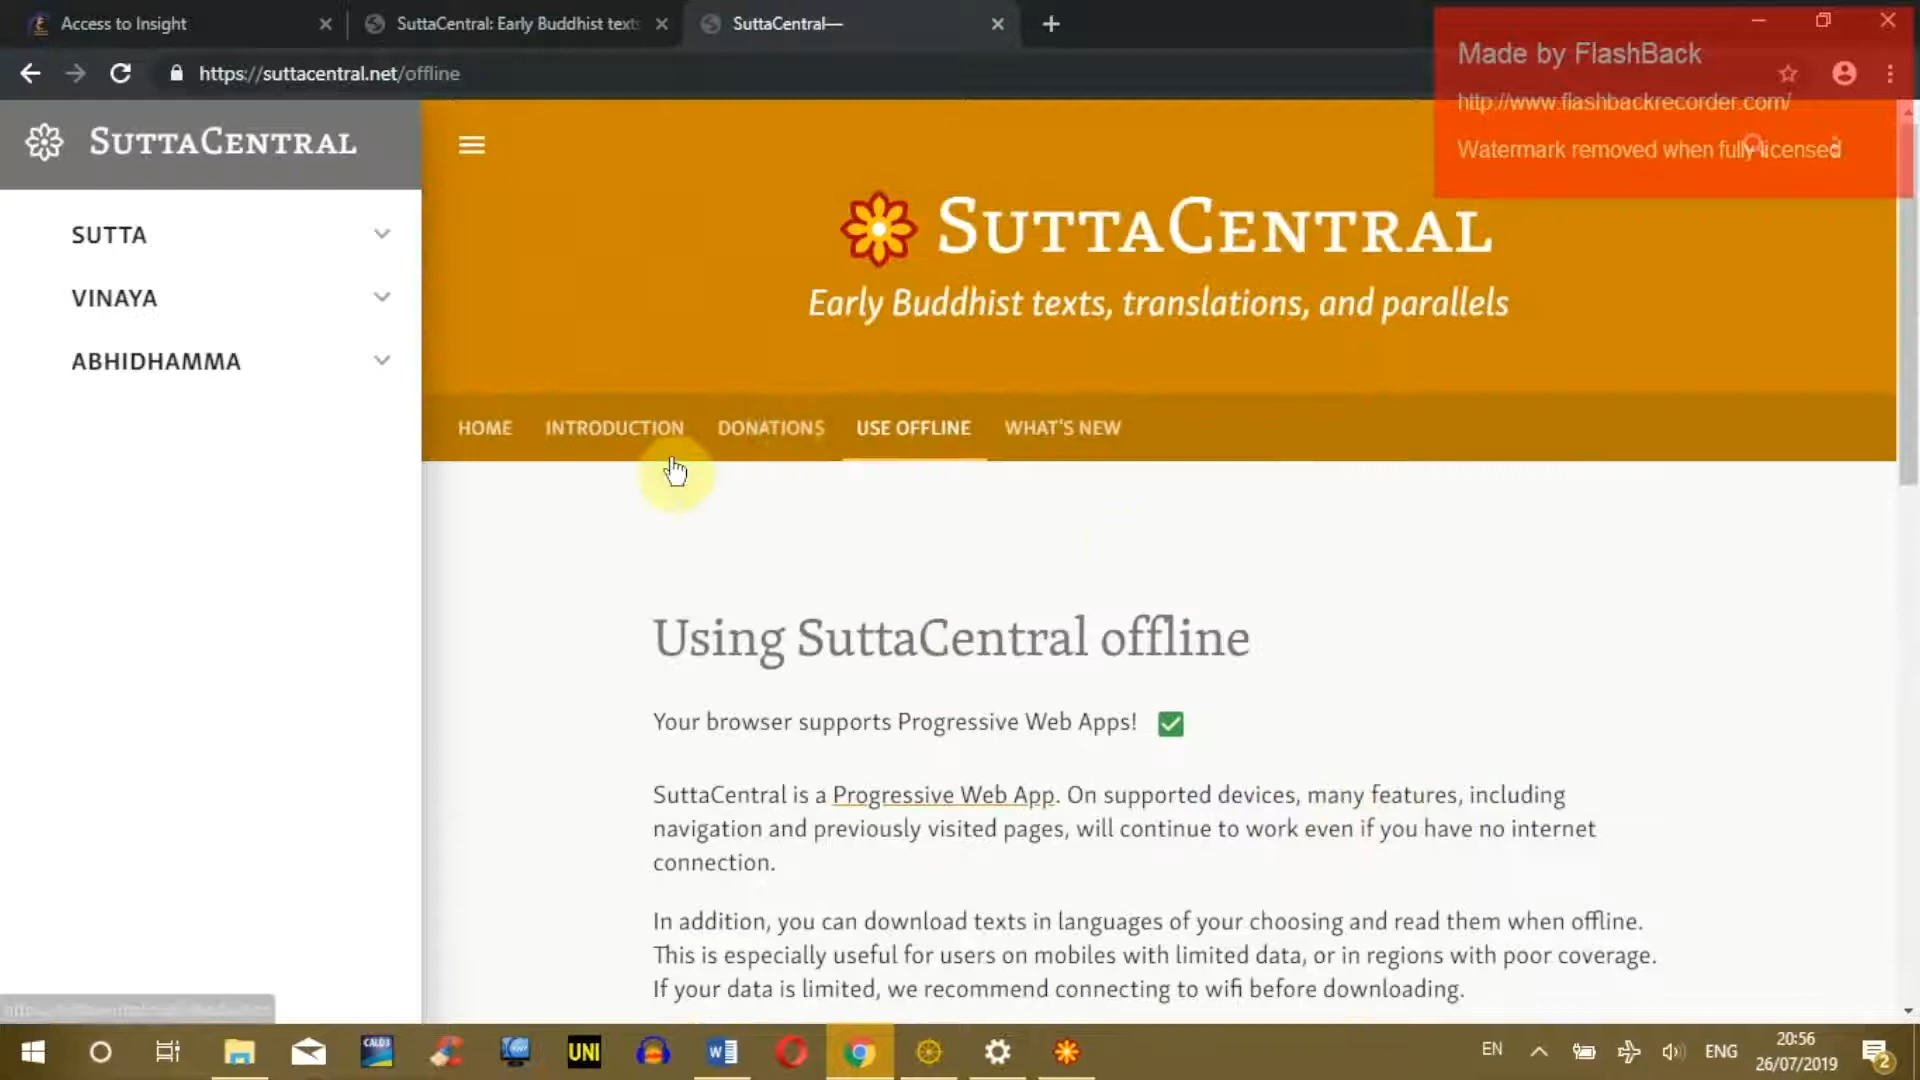 Access to Insight
SuttaCentral: Early Buddhist text
SuttaCentral—
https://suttacentral.net/offline
Made by FlashBack
http://www.flashbackrecorder.com/
Watermark removed when fully licensed
SUTTACENTRAL
SUTTA
VINAYA
ABHIDHAMMA
SUTTACENTRAL
Early Buddhist texts, translations, and parallels
HOME INTRODUCTION DONATIONS USE OFFLINE WHAT'S NEW
Using SuttaCentral offline
Your browser supports Progressive Web Apps!
SuttaCentral is a Progressive Web App. On supported devices, many features, including
navigation and previously visited pages, will continue to work even if you have no internet
connection.
In addition, you can download texts in languages of your choosing and read them when offline.
This is especially useful for users on mobiles with limited data, or in regions with poor coverage.
If your data is limited, we recommend connecting to wifi before downloading.
CALD3
UNI
EN
ENG
20:56
26/07/2019
2